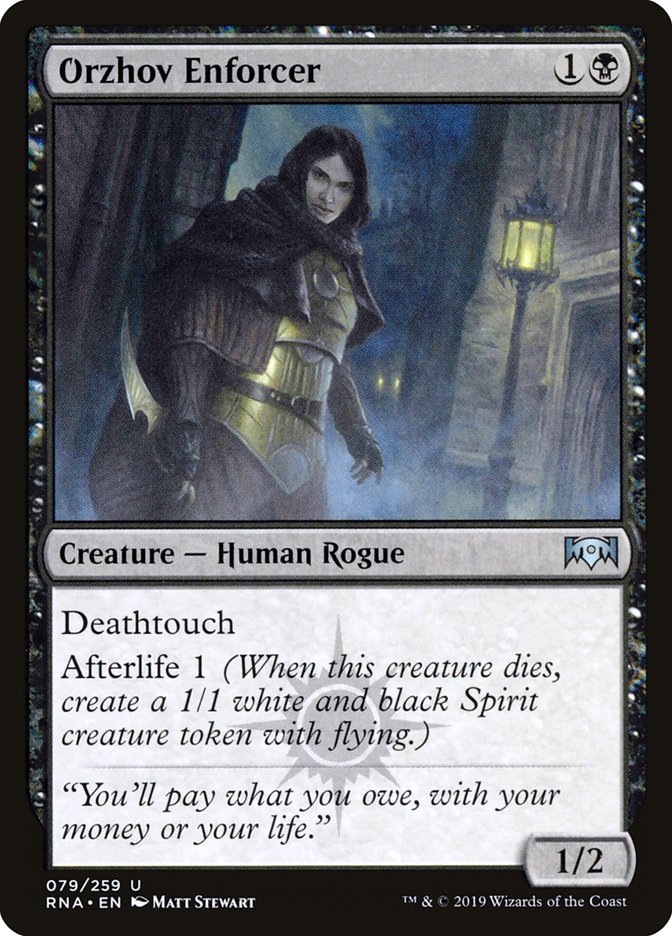 Orzhov Enforcer 1
Creature — Human Rogue
Deathtouch
Afterlife 1 (When this creature dies,
create a 1/1 white and black Spirit
creature token with flying.)
“You’ll pay what you owe, with your
money or your life.”
1/2
079/259 U
RNA • EN Matt Stewart
™ & © 2019 Wizards of the Coast